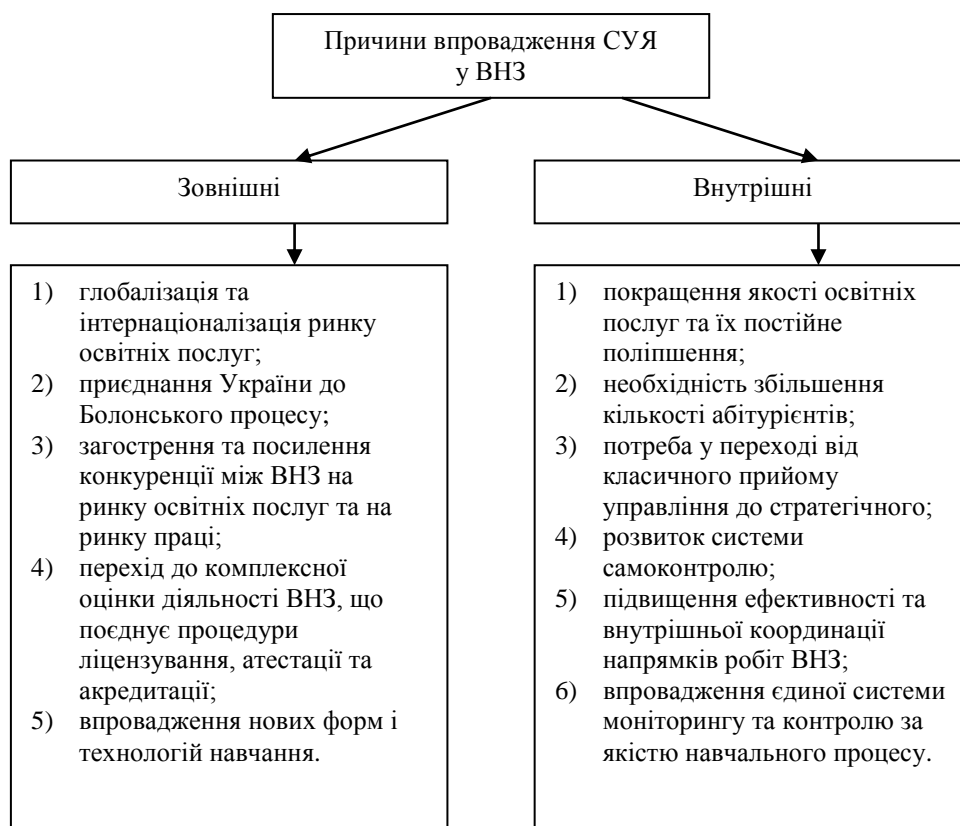 Причини впровадження СУЯ
у ВНЗ
Зовнішні
1) глобалізація та
інтернаціоналізація ринку
освітніх послуг;
2) приєднання України до
Болонського процесу;
3) загострення та посилення
конкуренції між ВНЗ на
ринку освітніх послуг та на
ринку праці;
4) перехід до комплексної
оцінки діяльності ВНЗ, що
поєднує процедури
ліцензування, атестації та
акредитації;
5) впровадження нових форм і
технологій навчання.
Внутрішні
1) покращення якості освітніх
послуг та їх постійне
поліпшення;
2) необхідність збільшення
кількості абітурієнтів;
3) потреба у переході від
класичного прийому
управління до стратегічного;
4) розвиток системи
самоконтролю;
5) підвищення ефективності та
внутрішньої координації
напрямків робіт ВНЗ;
6) впровадження єдиної системи
моніторингу та контролю за
якістю навчального процесу.